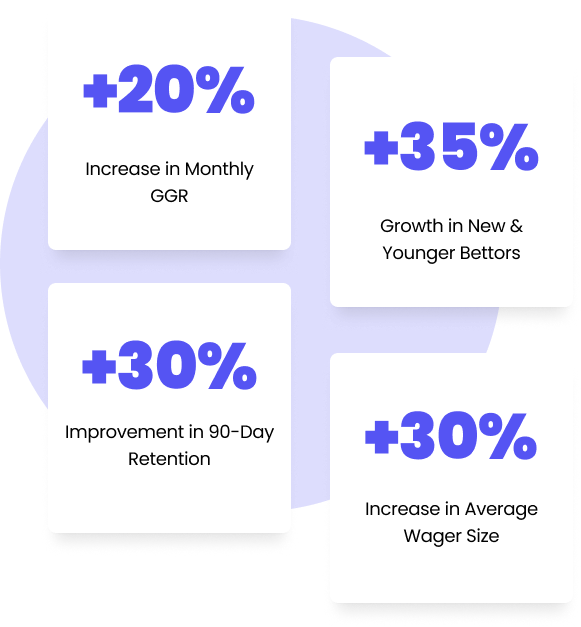 +20%
Increase in Monthly
GGR
+35%
Growth in New &
Younger Bettors
+30%
Improvement in 90-Day
Retention
+30%
Increase in Average
Wager Size